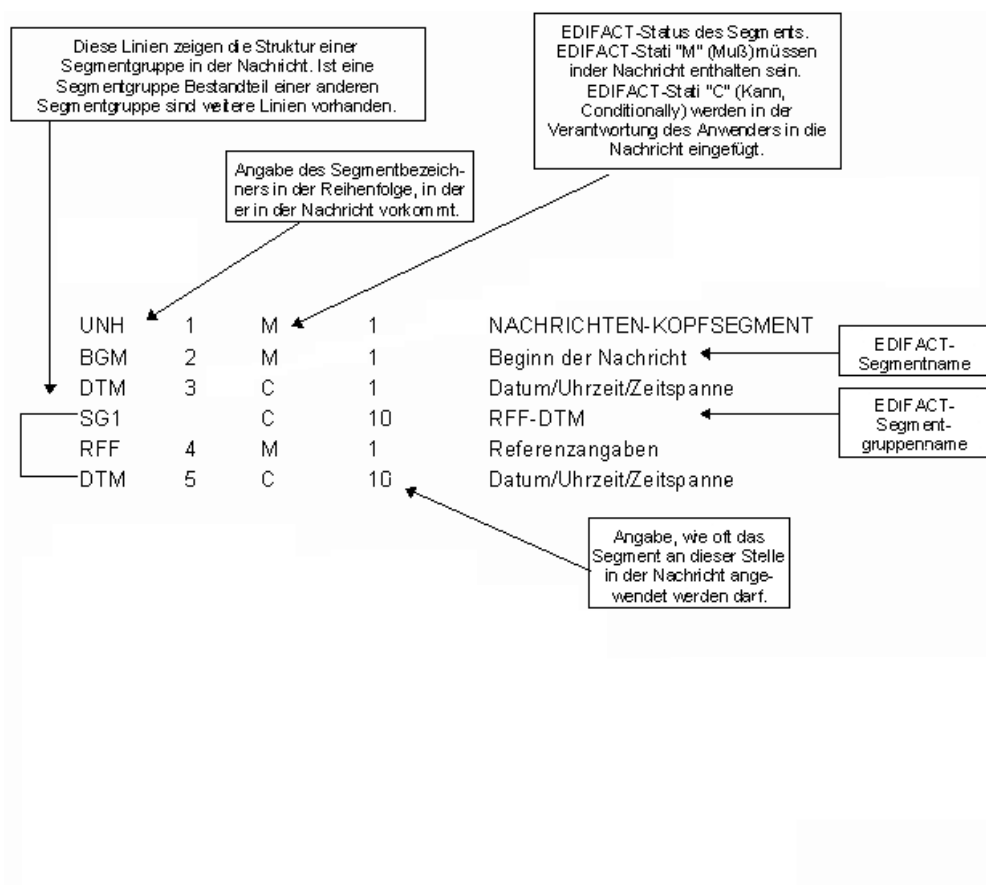 Diese Linien zeigen die Struktur einer
Segmentgruppe in der Nachricht. Ist eine
Segmentgruppe Bestandteil einer anderen
Segmentgruppe sind weitere Linien vorhanden.
EDIFACT-Status des Segments.
EDIFACT-Stati "M" (Muß) müssen
inder Nachricht enthalten sein.
EDIFACT-Stati "C" (Kann,
Conditionally) werden in der
Verantwortung des Anwenders in die
Nachricht eingefügt.
Angabe des Segmentbezeich-
ners in der Reihenfolge, in der
er in der Nachricht vorkommt.
UNH 1 M 1 NACHRICHTEN-KOPFSEGMENT
BGM 2 M 1 Beginn der Nachricht
DTM 3 C 1 Datum/Uhrzeit/Zeitspanne
SG1 C 10 RFF-DTM
RFF 4 M 1 Referenzangaben
DTM 5 C 10 Datum/Uhrzeit/Zeitspanne
EDIFACT-
Segmentname
EDIFACT-
Segment-
gruppenname
Angabe, wie oft das
Segment an dieser Stelle
in der Nachricht ange-
wendet werden darf.